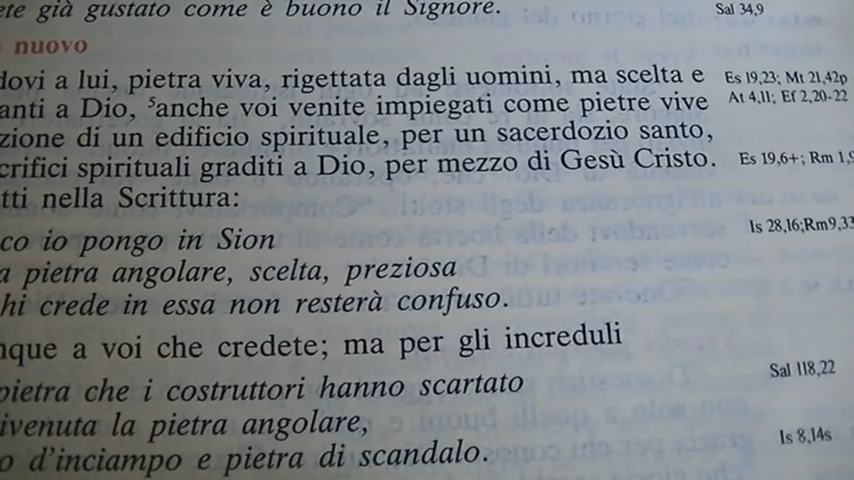 ete già gustato come è buono il Signore. Sal 34,9
nuovo
dovi a lui, pietra viva, rigettata dagli uomini, ma scelta e Es 19,23; Mt 21,42p
anti a Dio, ⁵anche voi venite impiegati come pietre vive At 4,11; Ef 2,20-22
zione di un edificio spirituale, per un sacerdozio santo,
crifici spirituali graditi a Dio, per mezzo di Gesù Cristo. Es 19,6+; Rm 1,9
tti nella Scrittura:
co io pongo in Sion Is 28,16; Rm 9,33
a pietra angolare, scelta, preziosa
hi crede in essa non resterà confuso.
nque a voi che credete; ma per gli increduli
pietra che i costruttori hanno scartato Sal 118,22
ivenuta la pietra angolare,
o d'inciampo e pietra di scandalo. Is 8,14s